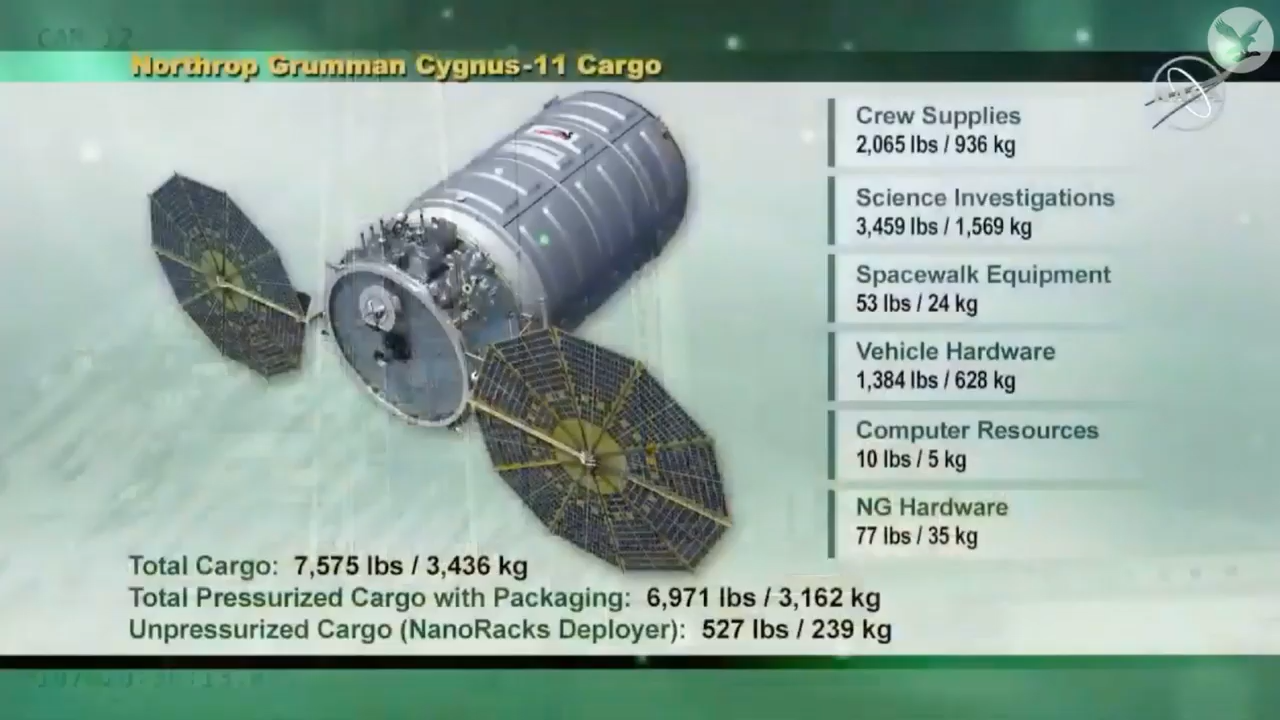 Northrop Grumman Cygnus-11 Cargo
Crew Supplies
2,065 lbs / 936 kg
Science Investigations
3,459 lbs / 1,569 kg
Spacewalk Equipment
53 lbs / 24 kg
Vehicle Hardware
1,384 lbs / 628 kg
Computer Resources
10 lbs / 5 kg
NG Hardware
77 lbs / 35 kg
Total Cargo: 7,575 lbs / 3,436 kg
Total Pressurized Cargo with Packaging: 6,971 lbs / 3,162 kg
Unpressurized Cargo (NanoRacks Deployer): 527 lbs / 239 kg